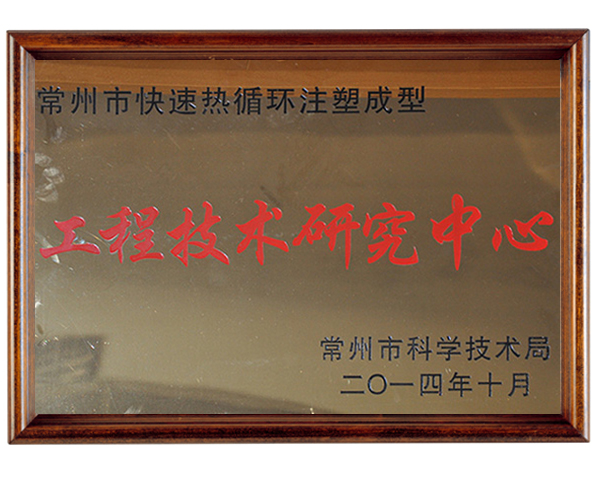 常州市快速热循环注塑成型
工程技术研究中心
常州市科学技术局
二〇一四年十月